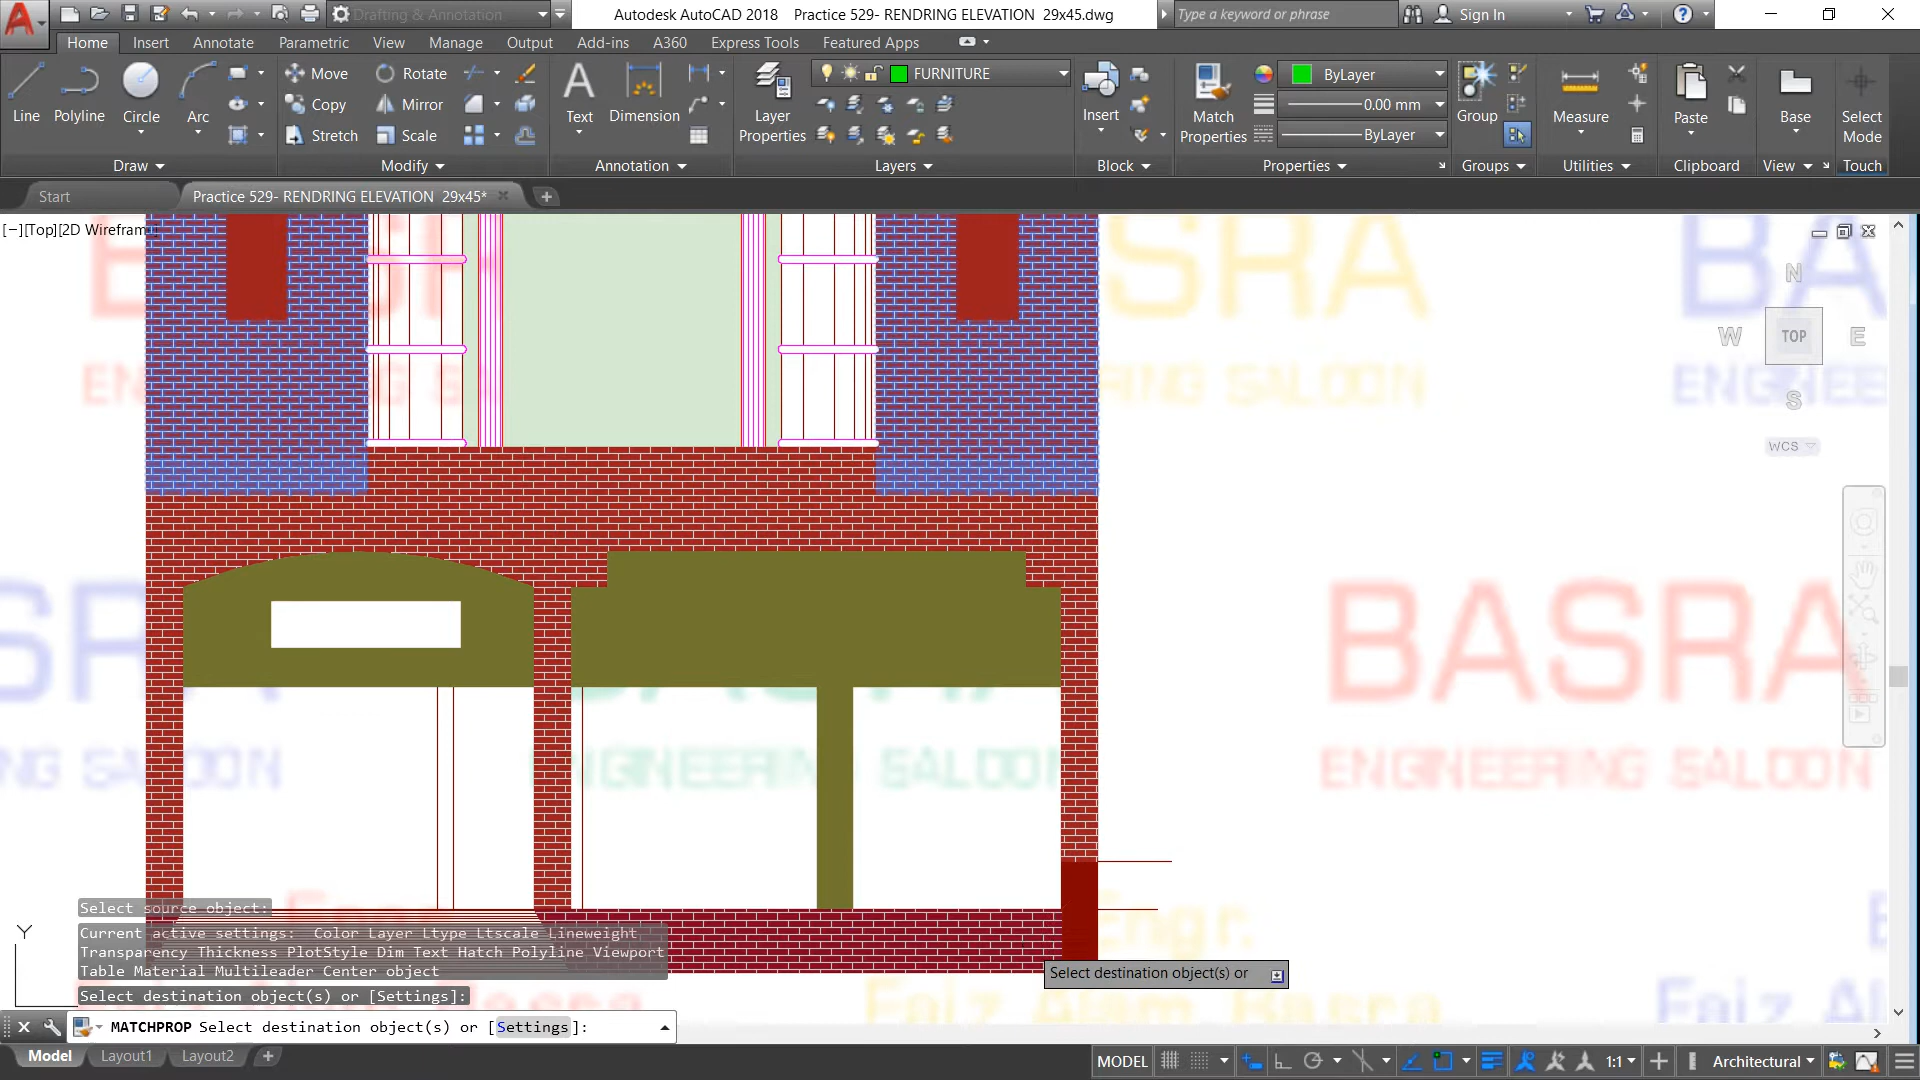 Drafting & Annotation
Autodesk AutoCAD 2018 Practice 529- RENDRING ELEVATION 29x45.dwg
Type a keyword or phrase
Sign In
Home Insert Annotate Parametric View Manage Output Add-ins A360 Express Tools Featured Apps
Line
Polyline
Circle
Arc
Move
Rotate
Copy
Mirror
Stretch
Scale
Text
Dimension
Layer
Properties
FURNITURE
Insert
Match
Properties
ByLayer
0.00 mm
ByLayer
Group
Measure
Paste
Base
Select
Mode
Draw Modify Annotation Layers Block Properties Groups Utilities Clipboard View Touch
Start
Practice 529- RENDRING ELEVATION 29x45*
[−][Top][2D Wirefram
N
W TOP E
S
WCS
BASRA
ENGINEERING SALOON
ENGINEERING SALOON
Engr.
Faiz Alam Basra
Select source object:
Current active settings: Color Layer Ltype Ltscale Lineweight
Transparency Thickness PlotStyle Dim Text Hatch Polyline Viewport
Table Material Multileader Center object
Select destination object(s) or [Settings]:
Select destination object(s) or
MATCHPROP Select destination object(s) or [Settings]:
Y
Model Layout1 Layout2
MODEL
1:1
Architectural